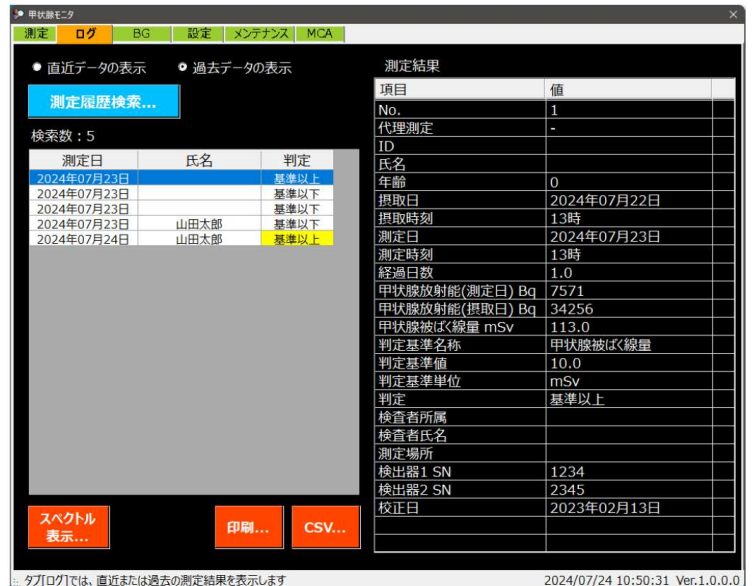 甲状腺モニタ
測定 ログ BG 設定 メンテナンス MCA
直近データの表示 過去データの表示
測定履歴検索...
検索数：5
測定日 氏名 判定
2024年07月23日 基準以上
2024年07月23日 基準以下
2024年07月23日 基準以下
2024年07月23日 山田太郎 基準以下
2024年07月24日 山田太郎 基準以上
スペクトル
表示...
印刷...
CSV...
測定結果
項目 値
No. 1
代理測定 -
ID
氏名
年齢 0
摂取日 2024年07月22日
摂取時刻 13時
測定日 2024年07月23日
測定時刻 13時
経過日数 1.0
甲状腺放射能(測定日) Bq 7571
甲状腺放射能(摂取日) Bq 34256
甲状腺被ばく線量 mSv 113.0
判定基準名称 甲状腺被ばく線量
判定基準値 10.0
判定基準単位 mSv
判定 基準以上
検査者所属
検査者氏名
測定場所
検出器1 SN 1234
検出器2 SN 2345
校正日 2023年02月13日
タブ[ログ]では、直近または過去の測定結果を表示します
2024/07/24 10:50:31 Ver.1.0.0.0